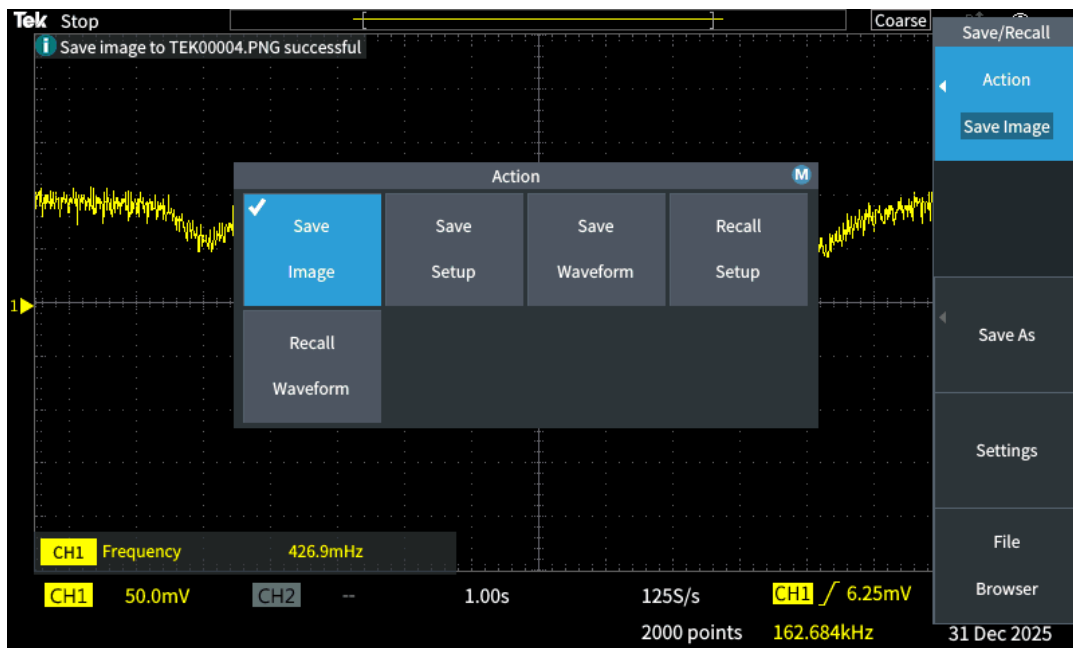 Tek Stop
Coarse
Save image to TEK00004.PNG successful
Save/Recall
Action
Save Image
Action M
Save
Image
Save
Setup
Save
Waveform
Recall
Setup
Recall
Waveform
1
Save As
Settings
File
Browser
CH1 Frequency 426.9mHz
CH1 50.0mV CH2 -- 1.00s 125S/s CH1 6.25mV
2000 points 162.684kHz 31 Dec 2025